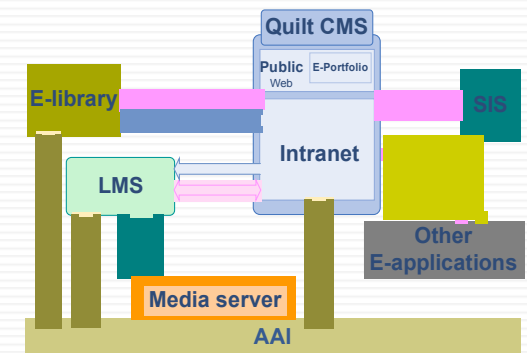 Quilt CMS
Public
Web
E-Portfolio
E-library
SIS
Intranet
LMS
Other
E-applications
Media server
AAI